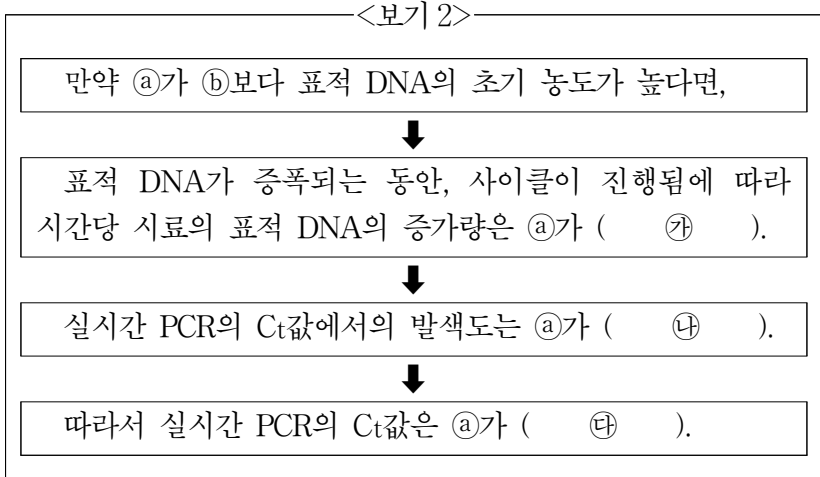 <보기 2>
만약 ⓐ가 ⓑ보다 표적 DNA의 초기 농도가 높다면,
표적 DNA가 증폭되는 동안, 사이클이 진행됨에 따라
시간당 시료의 표적 DNA의 증가량은 ⓐ가 ( ㉮ ).
실시간 PCR의 Ct값에서의 발색도는 ⓐ가 ( ㉯ ).
따라서 실시간 PCR의 Ct값은 ⓐ가 ( ㉰ ).